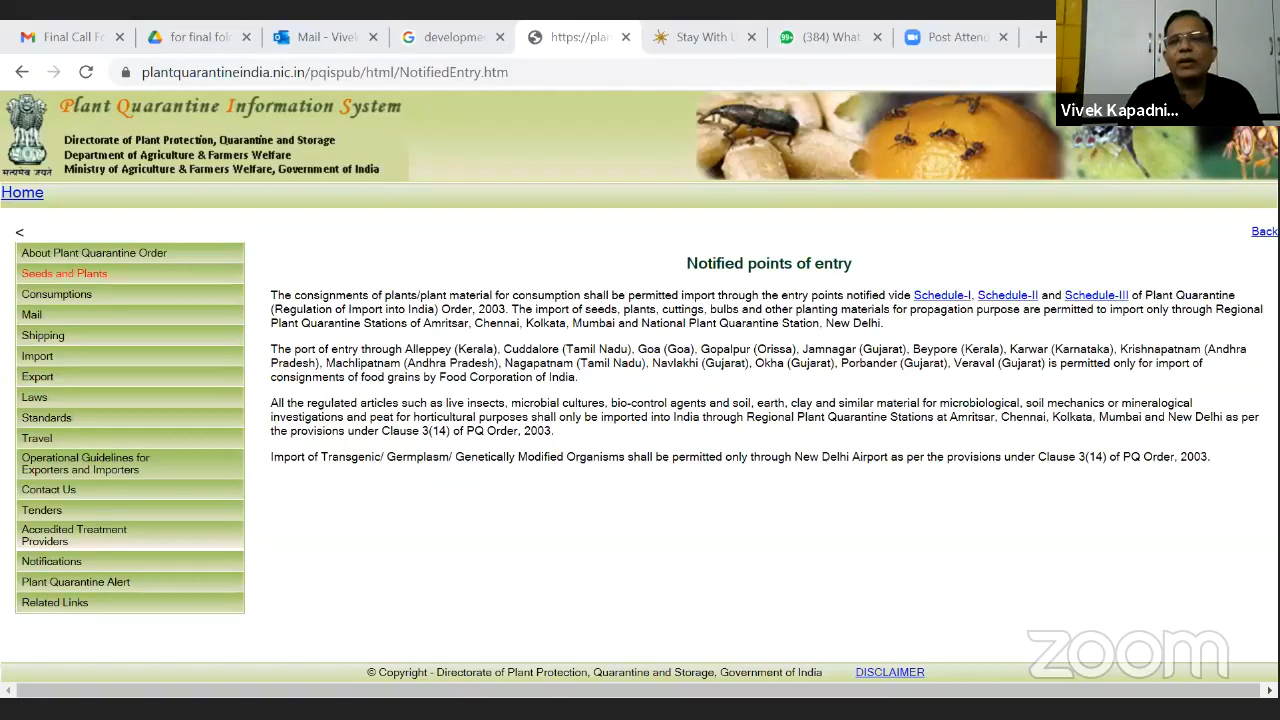 Final Call Fo
for final fol
Mail - Vive
developme
https://plan
Stay With U
(384) What
Post Attend
plantquarantineindia.nic.in/pqispub/html/NotifiedEntry.htm
Vivek Kapadni...
Plant Quarantine Information System
Directorate of Plant Protection, Quarantine and Storage
Department of Agriculture & Farmers Welfare
Ministry of Agriculture & Farmers Welfare, Government of India
सत्यमेव जयते
Home
<
Back
About Plant Quarantine Order
Seeds and Plants
Consumptions
Mail
Shipping
Import
Export
Laws
Standards
Travel
Operational Guidelines for
Exporters and Importers
Contact Us
Tenders
Accredited Treatment
Providers
Notifications
Plant Quarantine Alert
Related Links
Notified points of entry
The consignments of plants/plant material for consumption shall be permitted import through the entry points notified vide Schedule-I, Schedule-II and Schedule-III of Plant Quarantine
(Regulation of Import into India) Order, 2003. The import of seeds, plants, cuttings, bulbs and other planting materials for propagation purpose are permitted to import only through Regional
Plant Quarantine Stations of Amritsar, Chennai, Kolkata, Mumbai and National Plant Quarantine Station, New Delhi.
The port of entry through Alleppey (Kerala), Cuddalore (Tamil Nadu), Goa (Goa), Gopalpur (Orissa), Jamnagar (Gujarat), Beypore (Kerala), Karwar (Karnataka), Krishnapatnam (Andhra
Pradesh), Machlipatnam (Andhra Pradesh), Nagapatnam (Tamil Nadu), Navlakhi (Gujarat), Okha (Gujarat), Porbander (Gujarat), Veraval (Gujarat) is permitted only for import of
consignments of food grains by Food Corporation of India.
All the regulated articles such as live insects, microbial cultures, bio-control agents and soil, earth, clay and similar material for microbiological, soil mechanics or mineralogical
investigations and peat for horticultural purposes shall only be imported into India through Regional Plant Quarantine Stations at Amritsar, Chennai, Kolkata, Mumbai and New Delhi as per
the provisions under Clause 3(14) of PQ Order, 2003.
Import of Transgenic/ Germplasm/ Genetically Modified Organisms shall be permitted only through New Delhi Airport as per the provisions under Clause 3(14) of PQ Order, 2003.
zoom
© Copyright - Directorate of Plant Protection, Quarantine and Storage, Government of India
DISCLAIMER